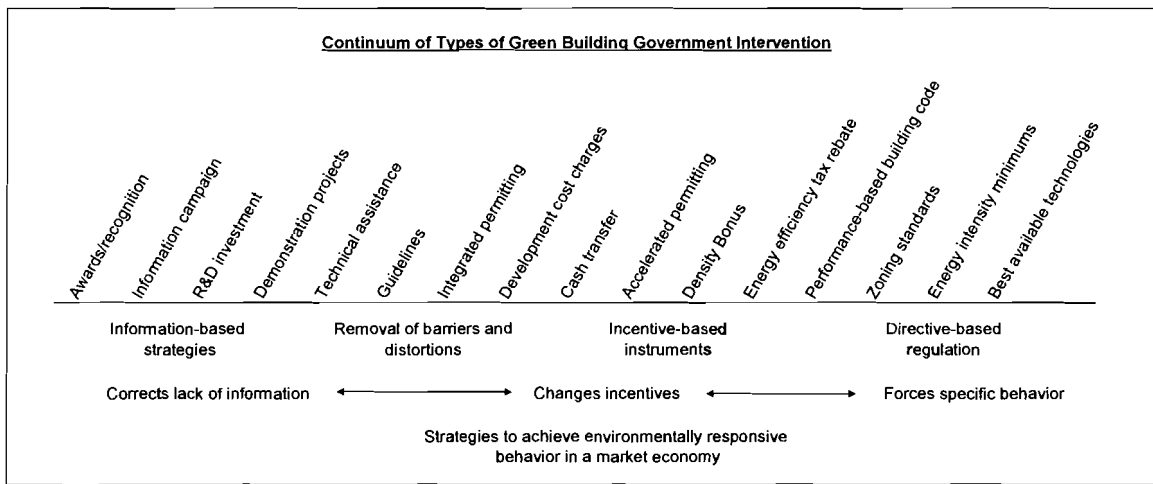 Continuum of Types of Green Building Government Intervention
Awards/recognition
Information campaign
R&D investment
Demonstration projects
Technical assistance
Guidelines
Integrated permitting
Development cost charges
Cash transfer
Accelerated permitting
Density Bonus
Energy efficiency tax rebate
Performance-based building code
Zoning standards
Energy intensity minimums
Best available technologies
Information-based
strategies
Removal of barriers and
distortions
Incentive-based
instruments
Directive-based
regulation
Corrects lack of information
Changes incentives
Forces specific behavior
Strategies to achieve environmentally responsive
behavior in a market economy